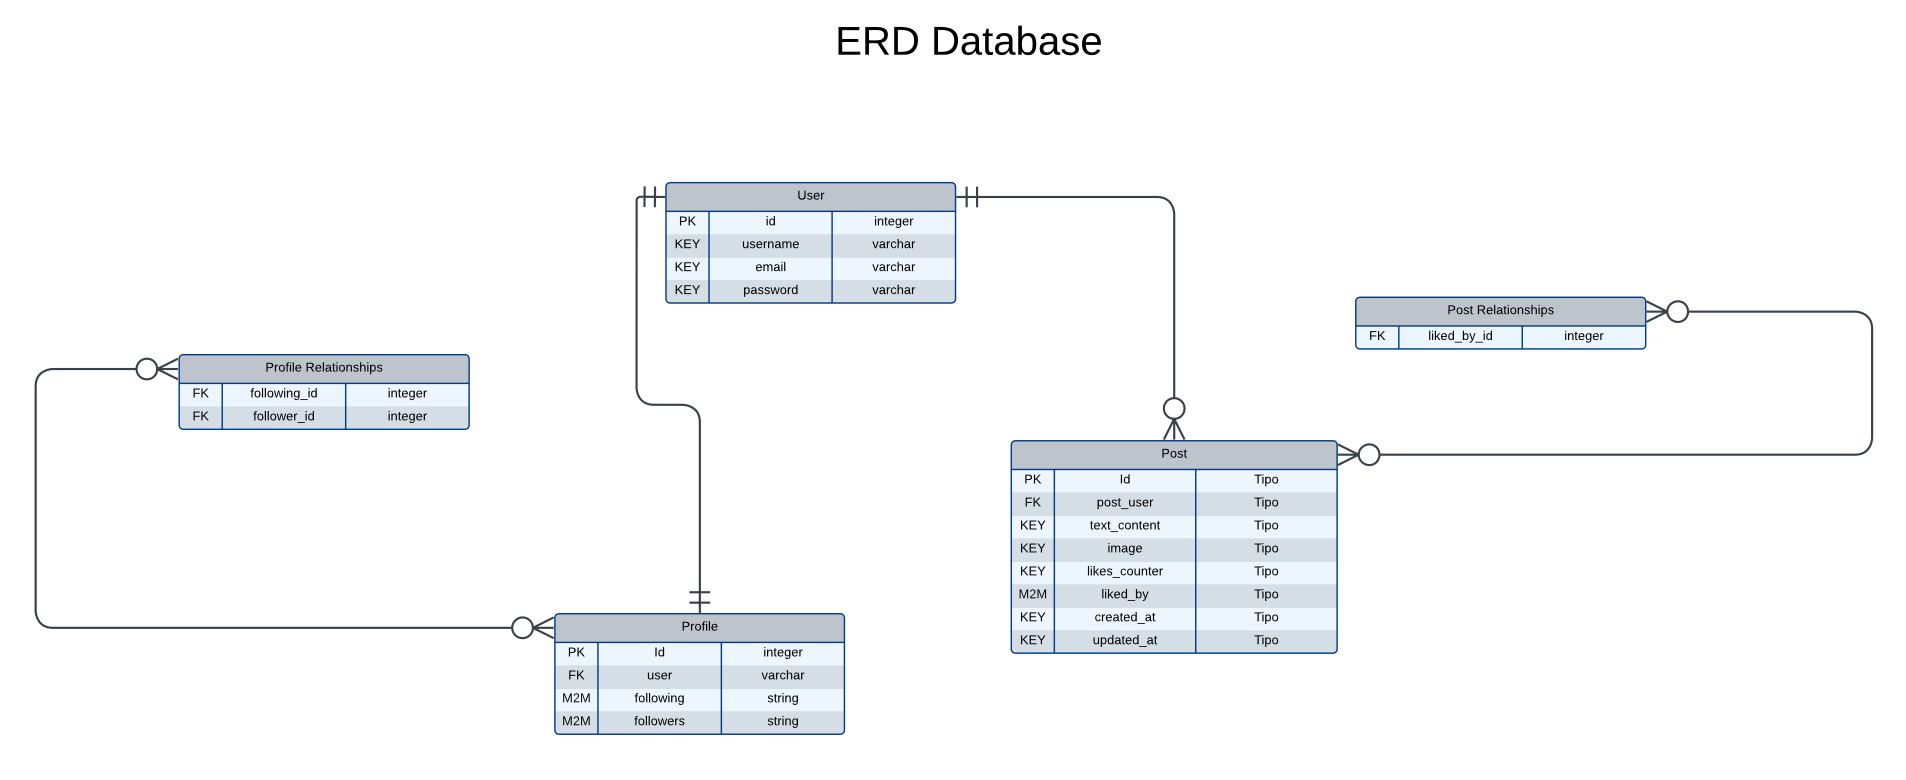 ERD Database
User
PK id integer
KEY username varchar
KEY email varchar
KEY password varchar
Post Relationships
FK liked_by_id integer
Profile Relationships
FK following_id integer
FK follower_id integer
Post
PK Id Tipo
FK post_user Tipo
KEY text_content Tipo
KEY image Tipo
KEY likes_counter Tipo
M2M liked_by Tipo
KEY created_at Tipo
KEY updated_at Tipo
Profile
PK Id integer
FK user varchar
M2M following string
M2M followers string